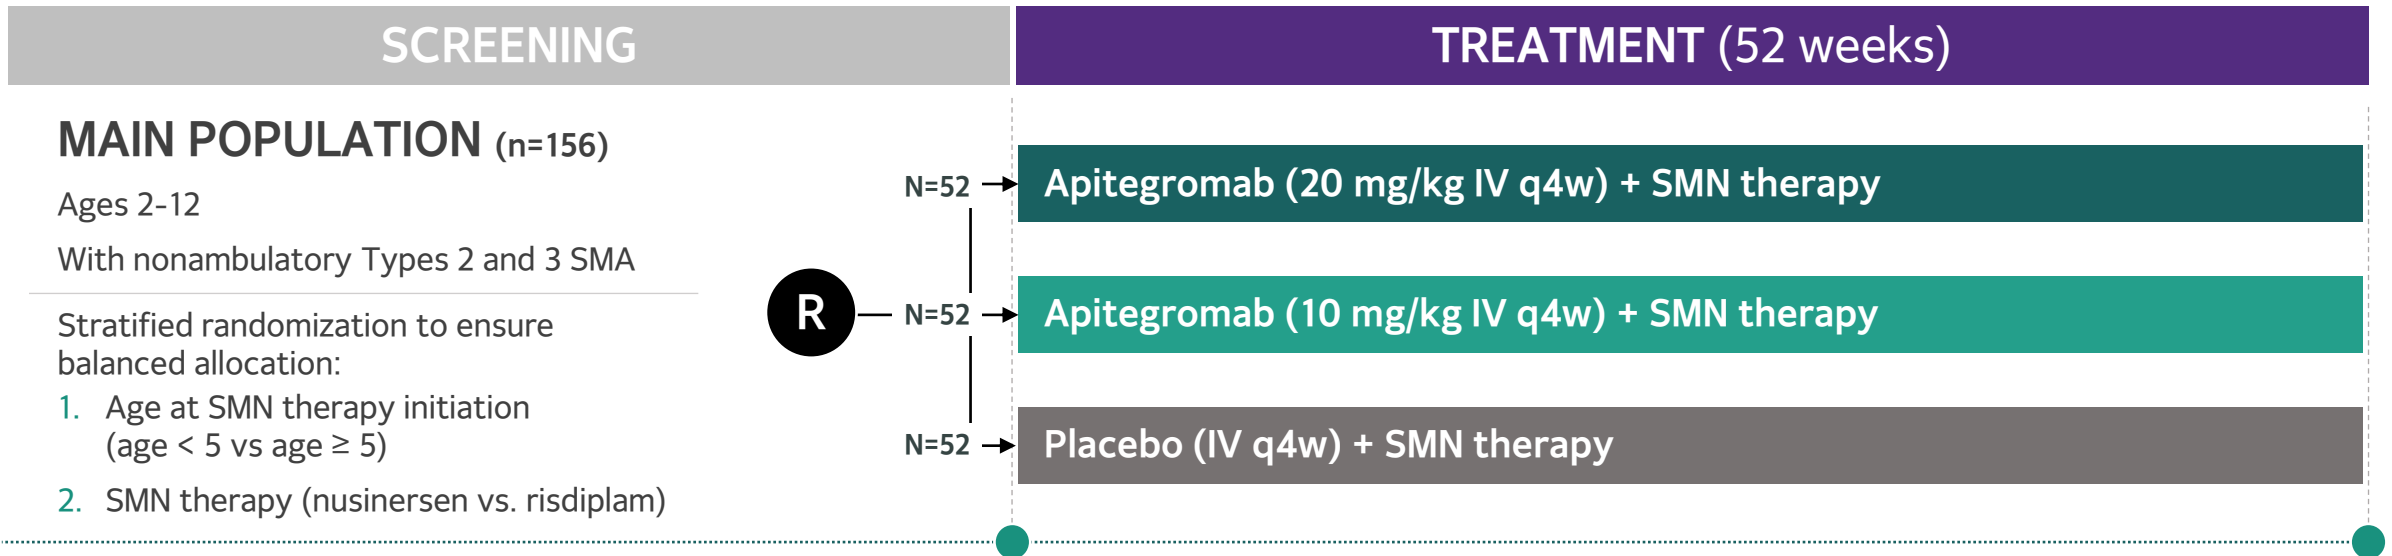 SCREENING
TREATMENT (52 weeks)
MAIN POPULATION (n=156)
Ages 2-12
With nonambulatory Types 2 and 3 SMA
Stratified randomization to ensure
balanced allocation:
1. Age at SMN therapy initiation
(age < 5 vs age ≥ 5)
2. SMN therapy (nusinersen vs. risdiplam)
R
N=52
Apitegromab (20 mg/kg IV q4w) + SMN therapy
N=52
Apitegromab (10 mg/kg IV q4w) + SMN therapy
N=52
Placebo (IV q4w) + SMN therapy